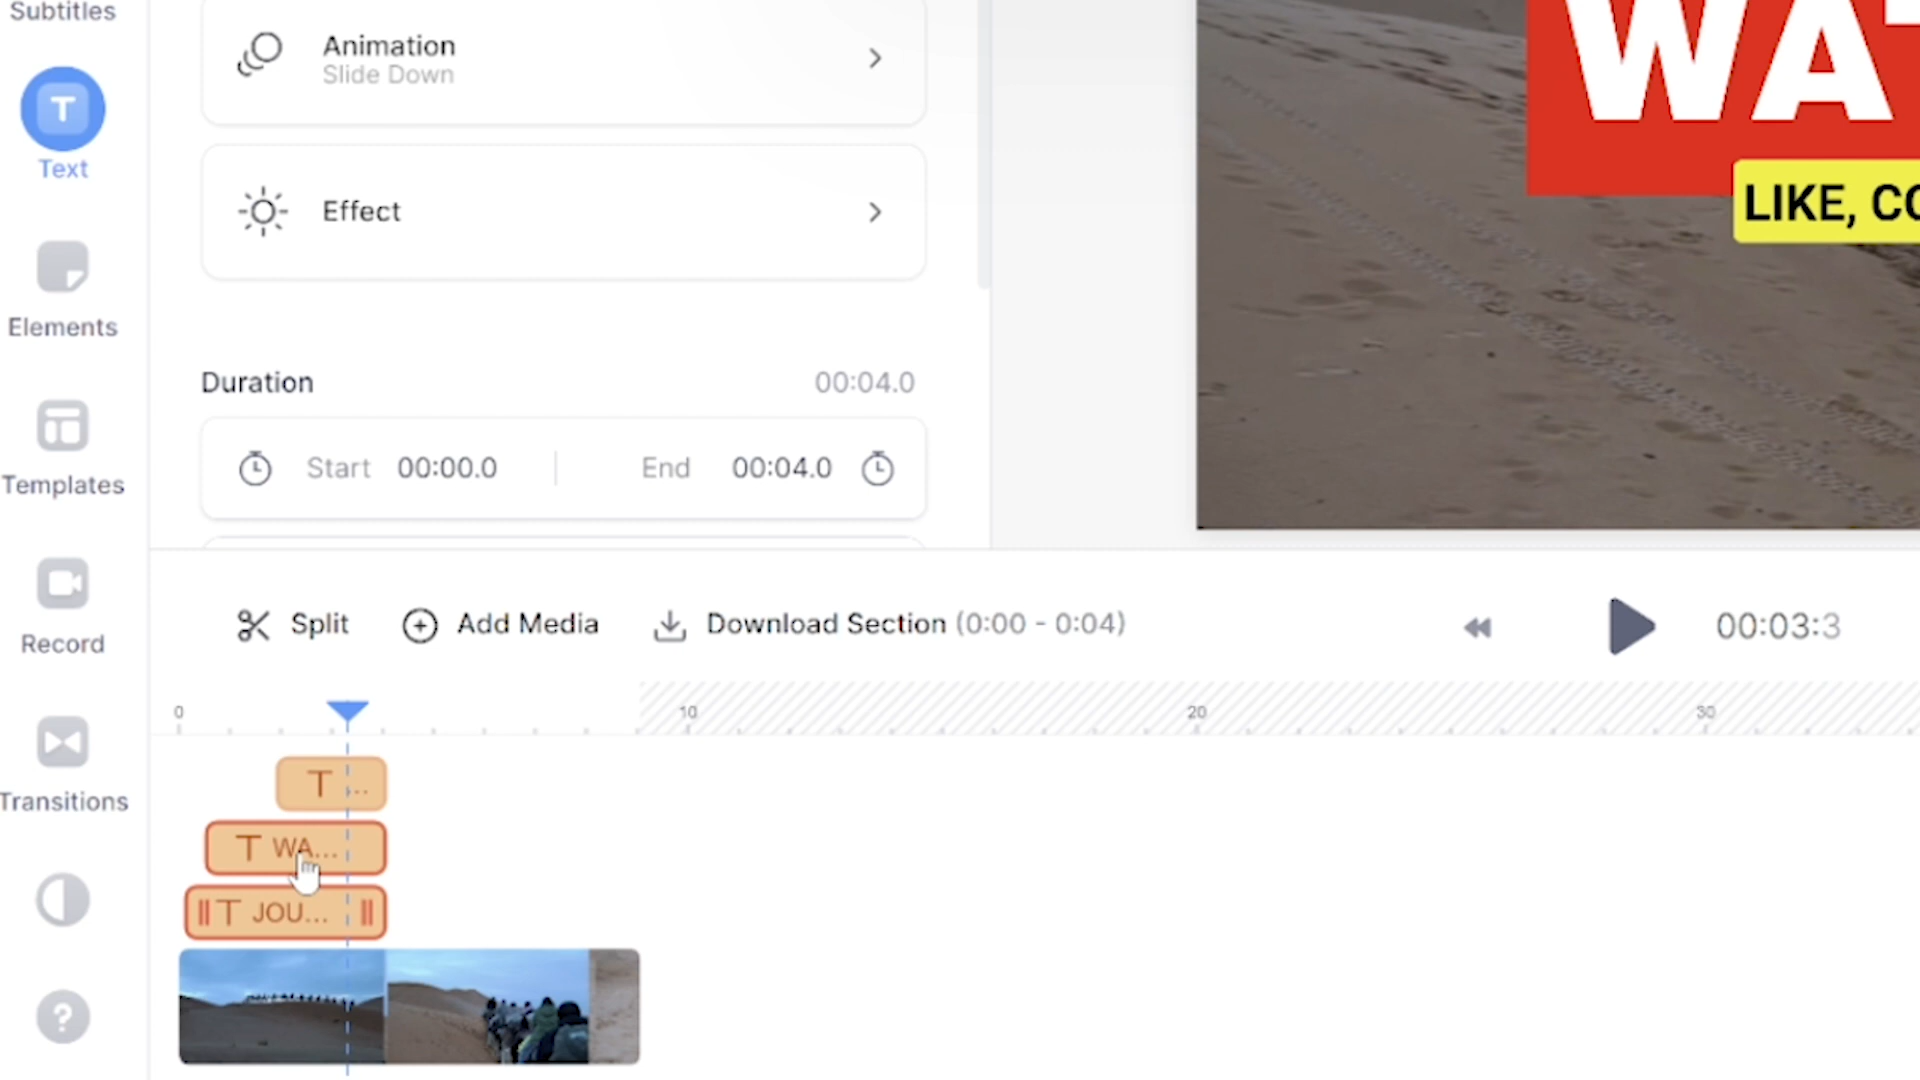 Subtitles
Text
Elements
Templates
Record
Transitions
Animation
Slide Down
Effect
Duration 00:04.0
Start 00:00.0 End 00:04.0
WAT
LIKE, CO
Split Add Media Download Section (0:00 - 0:04) 00:03:3
0 10 20 30
T ...
T WA...
T JOU...